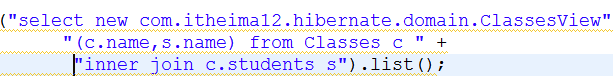 ("select new com.itheima12.hibernate.domain.ClassesView"
"(c.name,s.name) from Classes c " +
"inner join c.students s").list();